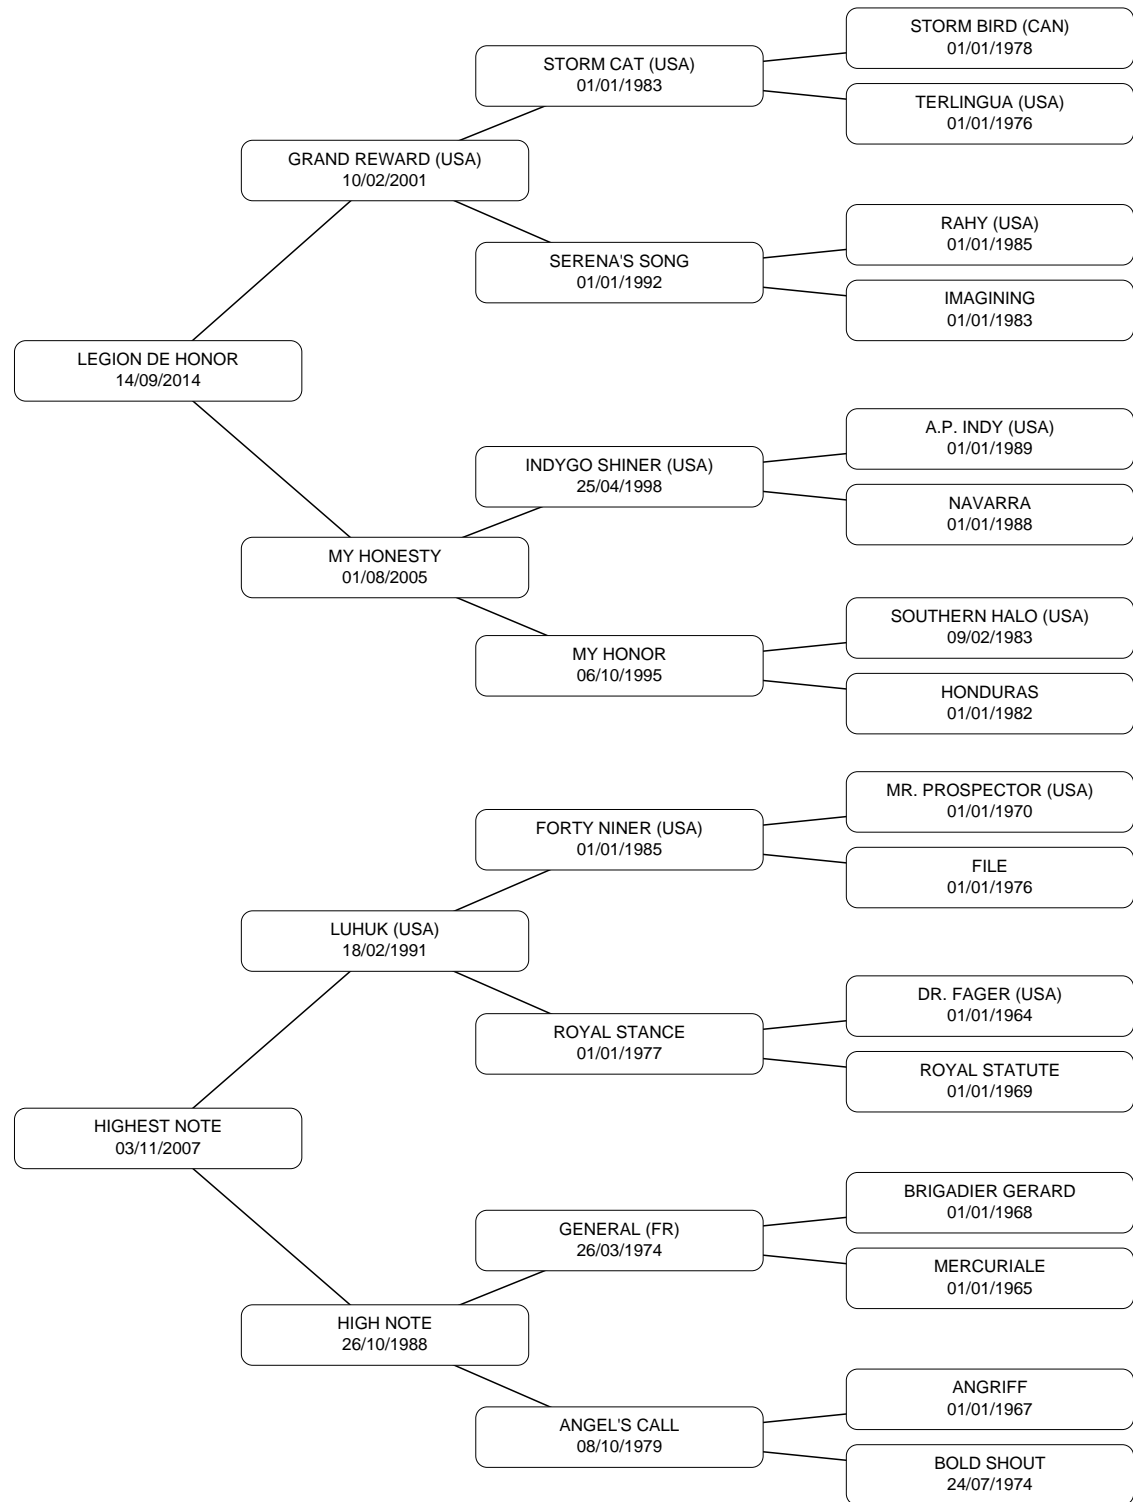 STORM BIRD (CAN)
01/01/1978
STORM CAT (USA)
01/01/1983
TERLINGUA (USA)
01/01/1976
GRAND REWARD (USA)
10/02/2001
RAHY (USA)
01/01/1985
SERENA'S SONG
01/01/1992
IMAGINING
01/01/1983
LEGION DE HONOR
14/09/2014
A.P. INDY (USA)
01/01/1989
INDYGO SHINER (USA)
25/04/1998
NAVARRA
01/01/1988
MY HONESTY
01/08/2005
SOUTHERN HALO (USA)
09/02/1983
MY HONOR
06/10/1995
HONDURAS
01/01/1982
MR. PROSPECTOR (USA)
01/01/1970
FORTY NINER (USA)
01/01/1985
FILE
01/01/1976
LUHUK (USA)
18/02/1991
DR. FAGER (USA)
01/01/1964
ROYAL STANCE
01/01/1977
ROYAL STATUTE
01/01/1969
HIGHEST NOTE
03/11/2007
BRIGADIER GERARD
01/01/1968
GENERAL (FR)
26/03/1974
MERCURIALE
01/01/1965
HIGH NOTE
26/10/1988
ANGRIFF
01/01/1967
ANGEL'S CALL
08/10/1979
BOLD SHOUT
24/07/1974